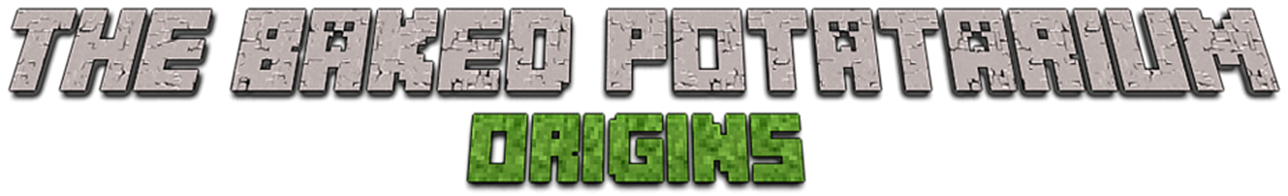 THE BAKED POTATARIUM
ORIGINS